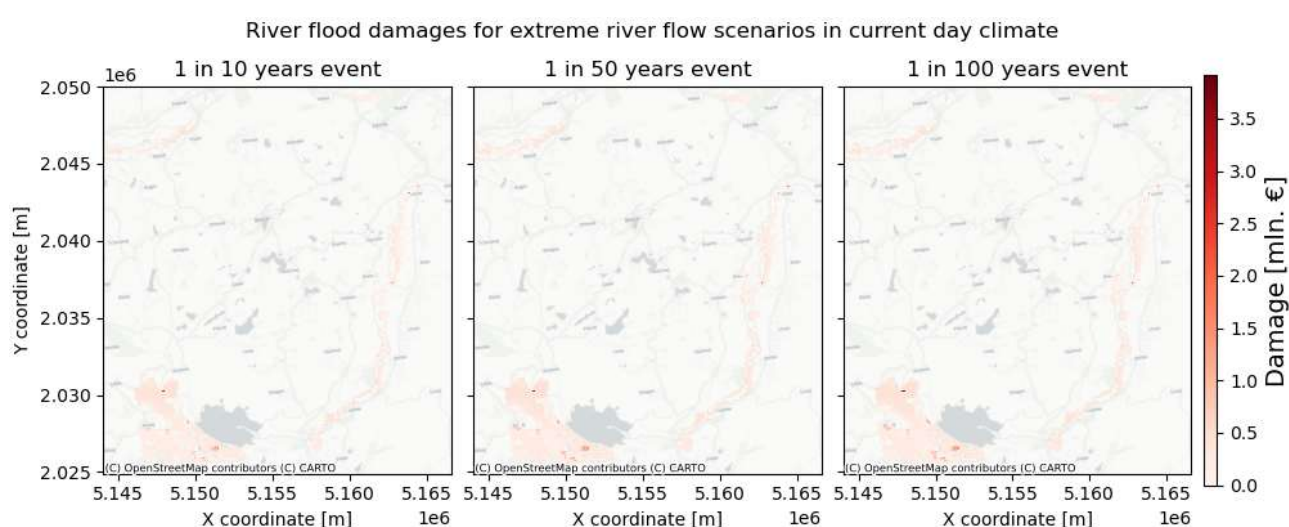 River flood damages for extreme river flow scenarios in current day climate
1 in 10 years event
1 in 50 years event
1 in 100 years event
1e6
2.050
2.045
2.040
2.035
2.030
2.025
Y coordinate [m]
(C) OpenStreetMap contributors (C) CARTO
(C) OpenStreetMap contributors (C) CARTO
(C) OpenStreetMap contributors (C) CARTO
5.145 5.150 5.155 5.160 5.165
5.145 5.150 5.155 5.160 5.165
5.145 5.150 5.155 5.160 5.165
X coordinate [m] 1e6
X coordinate [m] 1e6
X coordinate [m] 1e6
3.5
3.0
2.5
2.0
1.5
1.0
0.5
0.0
Damage [mln. €]